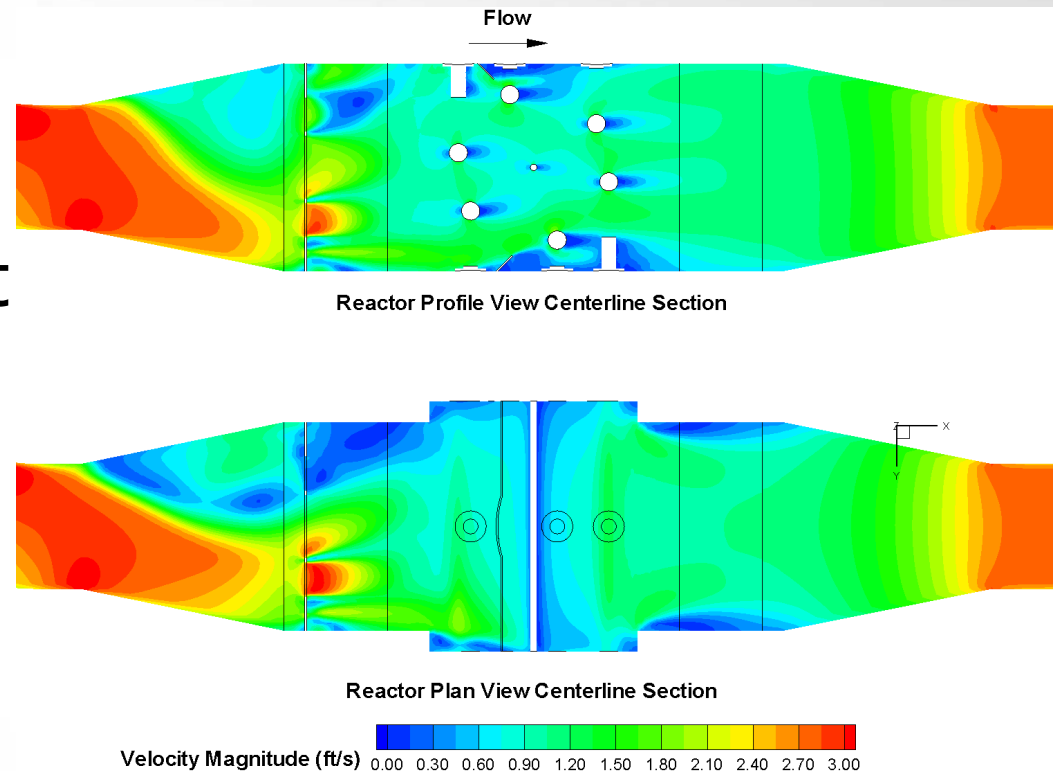 Flow
Reactor Profile View Centerline Section
Z X
Y
Reactor Plan View Centerline Section
Velocity Magnitude (ft/s) 0.00 0.30 0.60 0.90 1.20 1.50 1.80 2.10 2.40 2.70 3.00